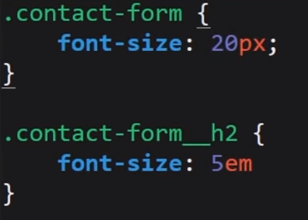 .contact-form {
    font-size: 20px;
}
.contact-form__h2 {
    font-size: 5em
}